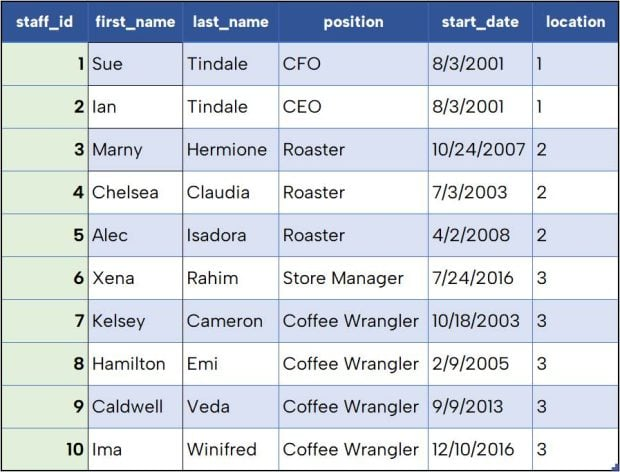 staff_id first_name last_name position start_date location
1 Sue Tindale CFO 8/3/2001 1
2 Ian Tindale CEO 8/3/2001 1
3 Marny Hermione Roaster 10/24/2007 2
4 Chelsea Claudia Roaster 7/3/2003 2
5 Alec Isadora Roaster 4/2/2008 2
6 Xena Rahim Store Manager 7/24/2016 3
7 Kelsey Cameron Coffee Wrangler 10/18/2003 3
8 Hamilton Emi Coffee Wrangler 2/9/2005 3
9 Caldwell Veda Coffee Wrangler 9/9/2013 3
10 Ima Winifred Coffee Wrangler 12/10/2016 3